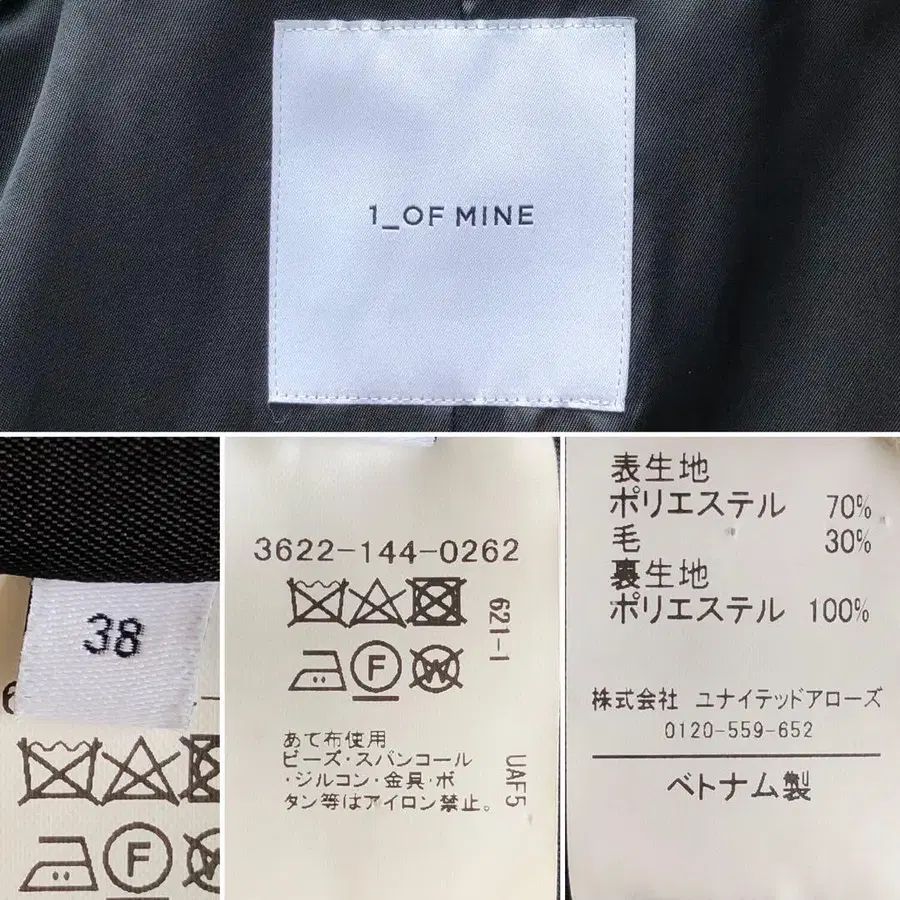 1_OF MINE
38
6
F
3622-144-0262
621-1
F
W
あて布使用
ビーズ・スパンコール
・ジルコン・金具・ボ
タン等はアイロン禁止。
UAF5
表生地
ポリエステル 70%
毛 30%
裏生地
ポリエステル 100%
株式会社 ユナイテッドアローズ
0120-559-652
ベトナム製